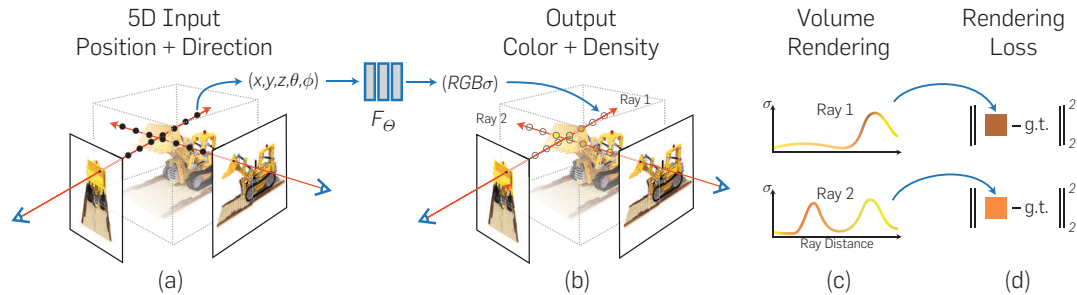 5D Input
Position + Direction
Output
Color + Density
Volume
Rendering
Rendering
Loss
(x,y,z,θ,ϕ)
F_Θ
(RGBσ)
Ray 1
Ray 2
σ
Ray 1
σ
Ray 2
Ray Distance
‖ – g.t. ‖ 2 2
‖ – g.t. ‖ 2 2
(a)
(b)
(c)
(d)